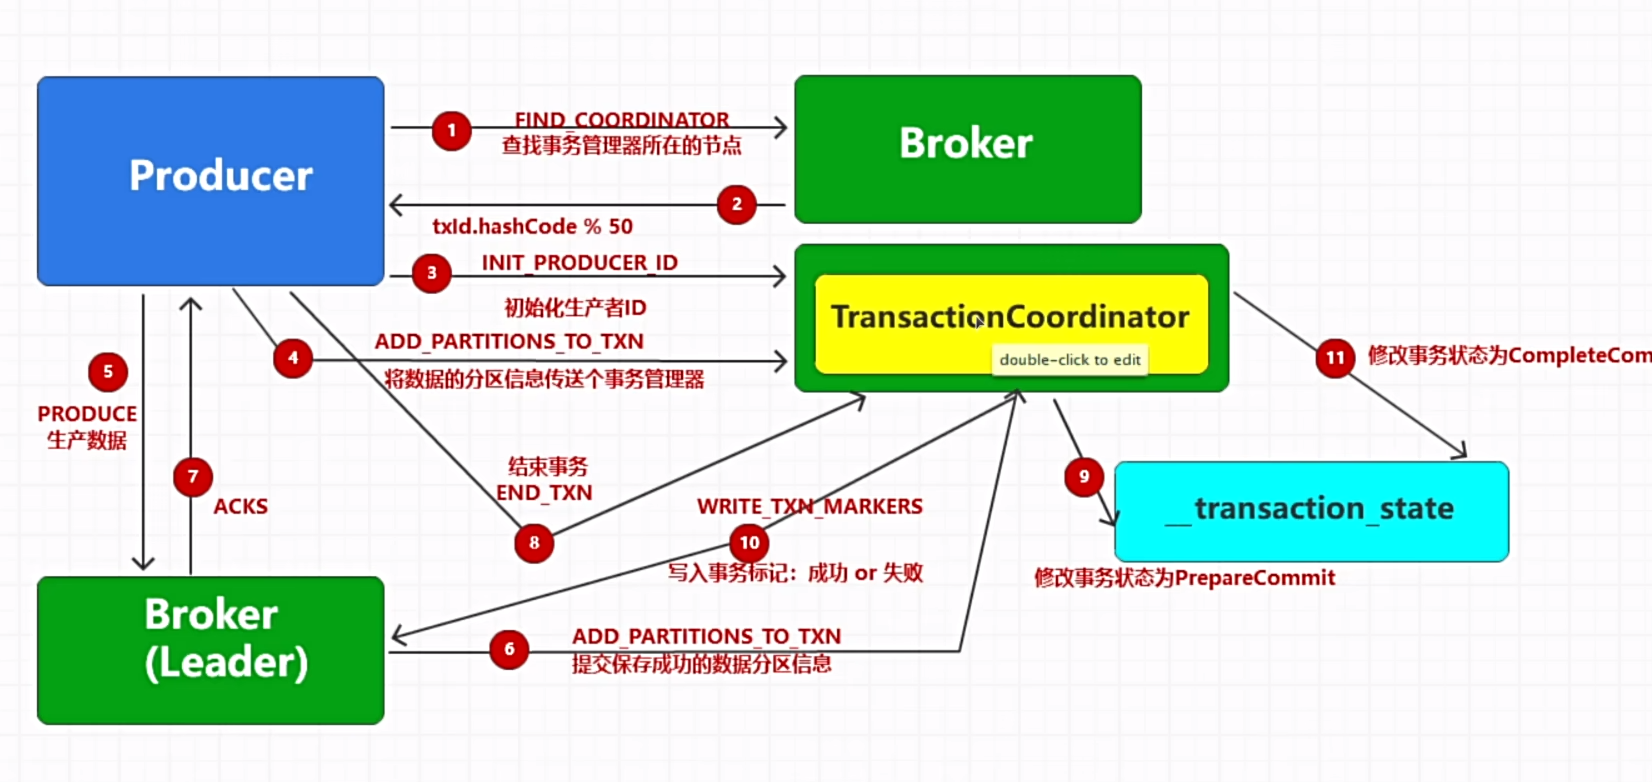 Producer
1
FIND_COORDINATOR
查找事务管理器所在的节点
Broker
2
txId.hashCode % 50
3
INIT_PRODUCER_ID
初始化生产者ID
TransactionCoordinator
double-click to edit
4
ADD_PARTITIONS_TO_TXN
将数据的分区信息传送个事务管理器
5
PRODUCE
生产数据
7
ACKS
结束事务
END_TXN
8
WRITE_TXN_MARKERS
10
写入事务标记：成功 or 失败
9
修改事务状态为PrepareCommit
11
修改事务状态为CompleteCom
__transaction_state
Broker
(Leader)
6
ADD_PARTITIONS_TO_TXN
提交保存成功的数据分区信息